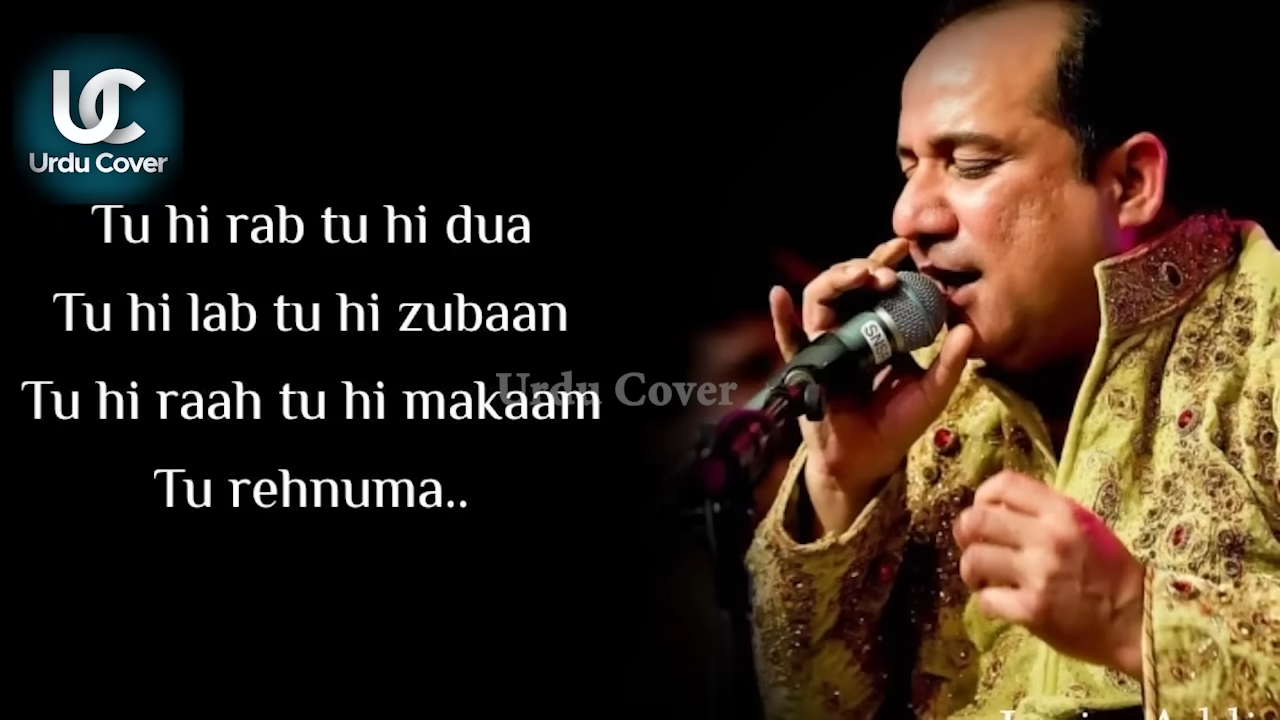 UC
Urdu Cover
Tu hi rab tu hi dua
Tu hi lab tu hi zubaan
Tu hi raah tu hi makaam
Urdu Cover
Tu rehnuma..